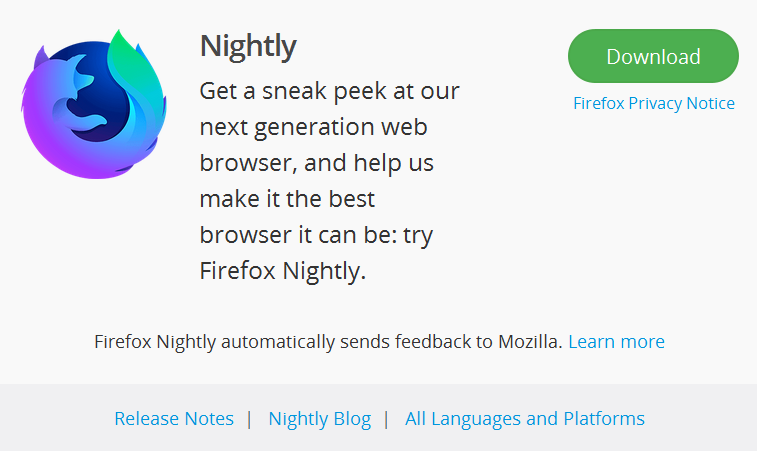 Nightly
Download
Get a sneak peek at our
Firefox Privacy Notice
next generation web
browser, and help us
make it the best
browser it can be: try
Firefox Nightly.
Firefox Nightly automatically sends feedback to Mozilla. Learn more
Release Notes | Nightly Blog | All Languages and Platforms